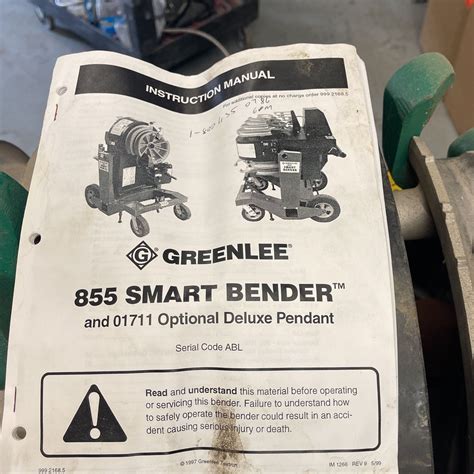 INSTRUCTION MANUAL
For additional copies at no charge order 999 2168.5
6PM
G GREENLEE®
855 SMART BENDER™
and 01711 Optional Deluxe Pendant
Serial Code ABL
Read and understand this material before operating
or servicing this bender. Failure to understand how
to safely operate the bender could result in an acci-
dent causing serious injury or death.
999 2168.5
© 1997 Greenlee Textron
IM 1266 REV 9 5/99